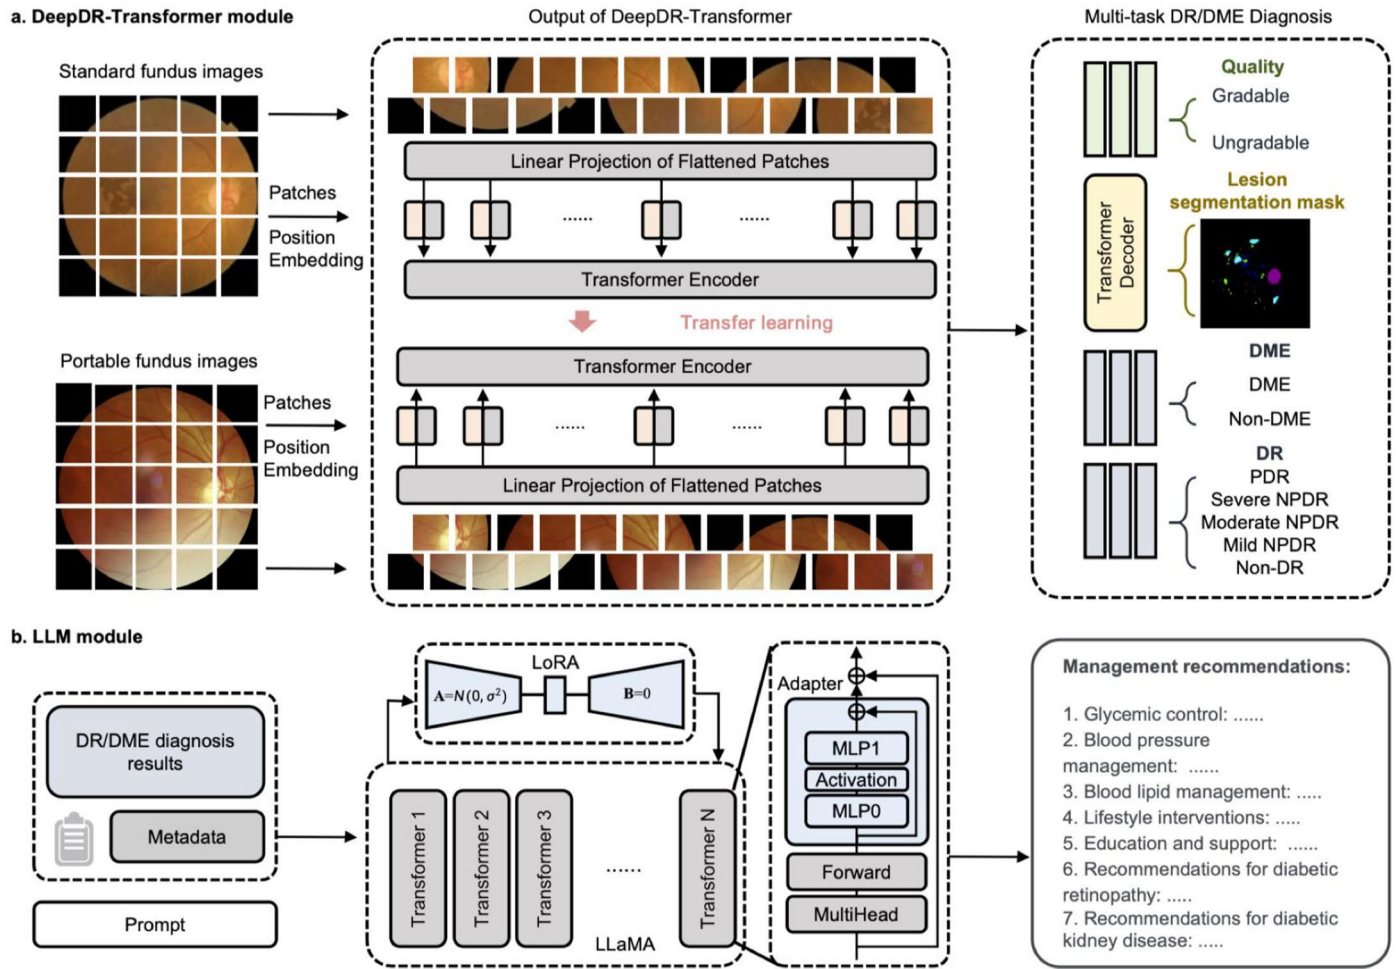 a. DeepDR-Transformer module
Output of DeepDR-Transformer
Multi-task DR/DME Diagnosis
Standard fundus images
Patches
Position
Embedding
Linear Projection of Flattened Patches
......
......
Transformer Encoder
Transfer learning
Portable fundus images
Patches
Position
Embedding
Transformer Encoder
......
......
Linear Projection of Flattened Patches
Quality
Gradable
Ungradable
Transformer
Decoder
Lesion
segmentation mask
DME
DME
Non-DME
DR
PDR
Severe NPDR
Moderate NPDR
Mild NPDR
Non-DR
b. LLM module
DR/DME diagnosis
results
Metadata
Prompt
LoRA
A=N(0, σ²)
B=0
Transformer 1
Transformer 2
Transformer 3
......
Transformer N
LLaMA
Adapter
MLP1
Activation
MLP0
Forward
MultiHead
Management recommendations:
1. Glycemic control: ......
2. Blood pressure
management: ......
3. Blood lipid management: .....
4. Lifestyle interventions: .....
5. Education and support: ......
6. Recommendations for diabetic
retinopathy: .....
7. Recommendations for diabetic
kidney disease: .....